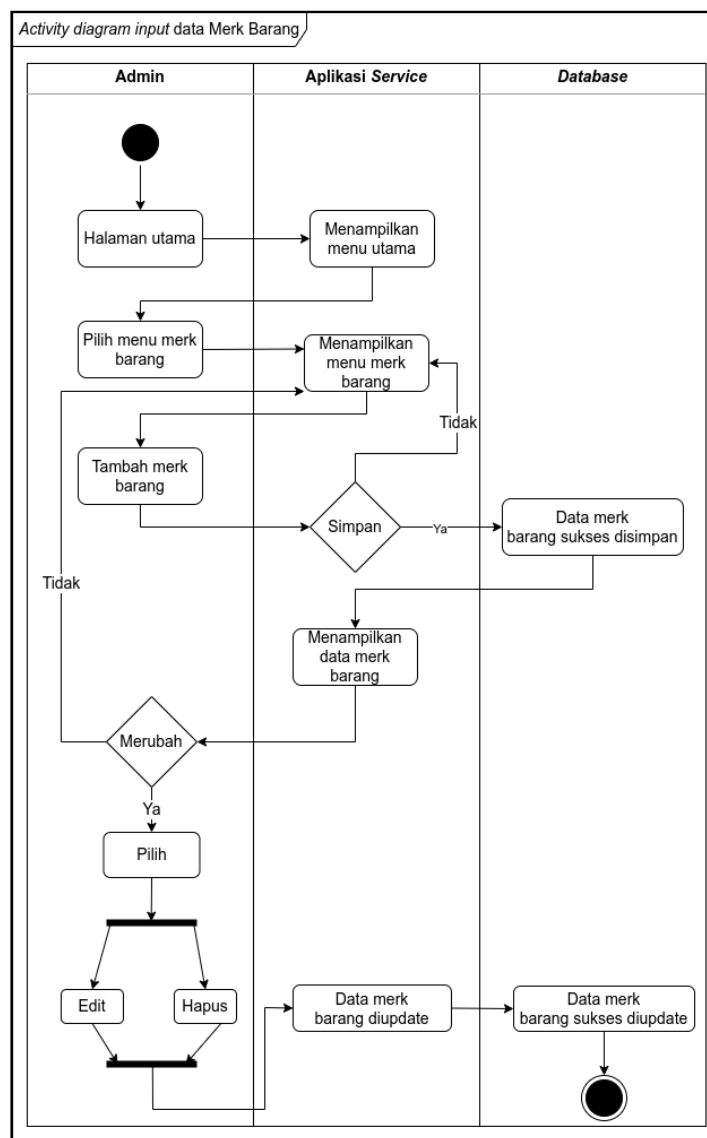 Activity diagram input data Merk Barang
Admin
Aplikasi Service
Database
Halaman utama
Menampilkan
menu utama
Pilih menu merk
barang
Menampilkan
menu merk
barang
Tidak
Tambah merk
barang
Simpan
Ya
Data merk
barang sukses disimpan
Tidak
Menampilkan
data merk
barang
Merubah
Ya
Pilih
Edit
Hapus
Data merk
barang diupdate
Data merk
barang sukses diupdate